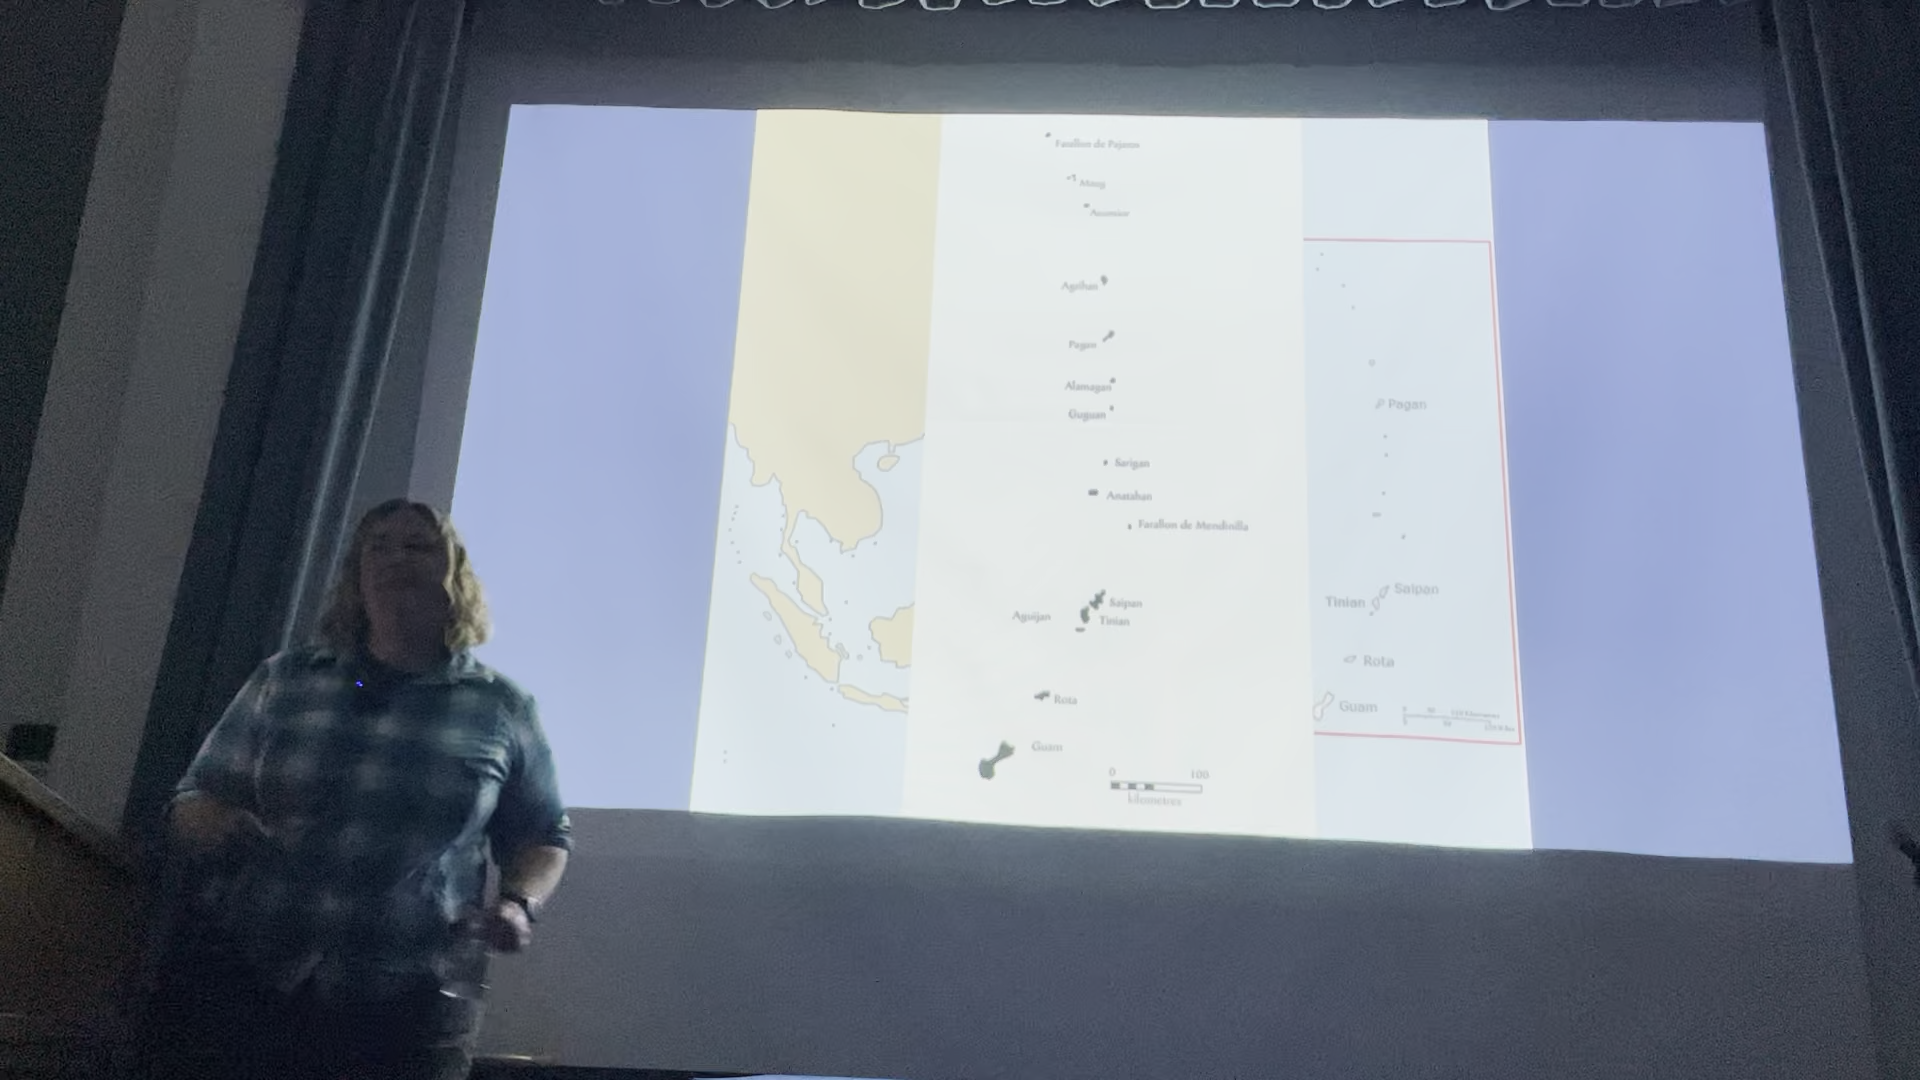 Farallon de Pajaros
Maug
Asuncion
Agrihan
Pagan
Alamagan
Guguan
Sarigan
Anatahan
Farallon de Mendinilla
Saipan
Aguijan
Tinian
Rota
Guam
0 100
kilometres
Pagan
Saipan
Tinian
Rota
Guam